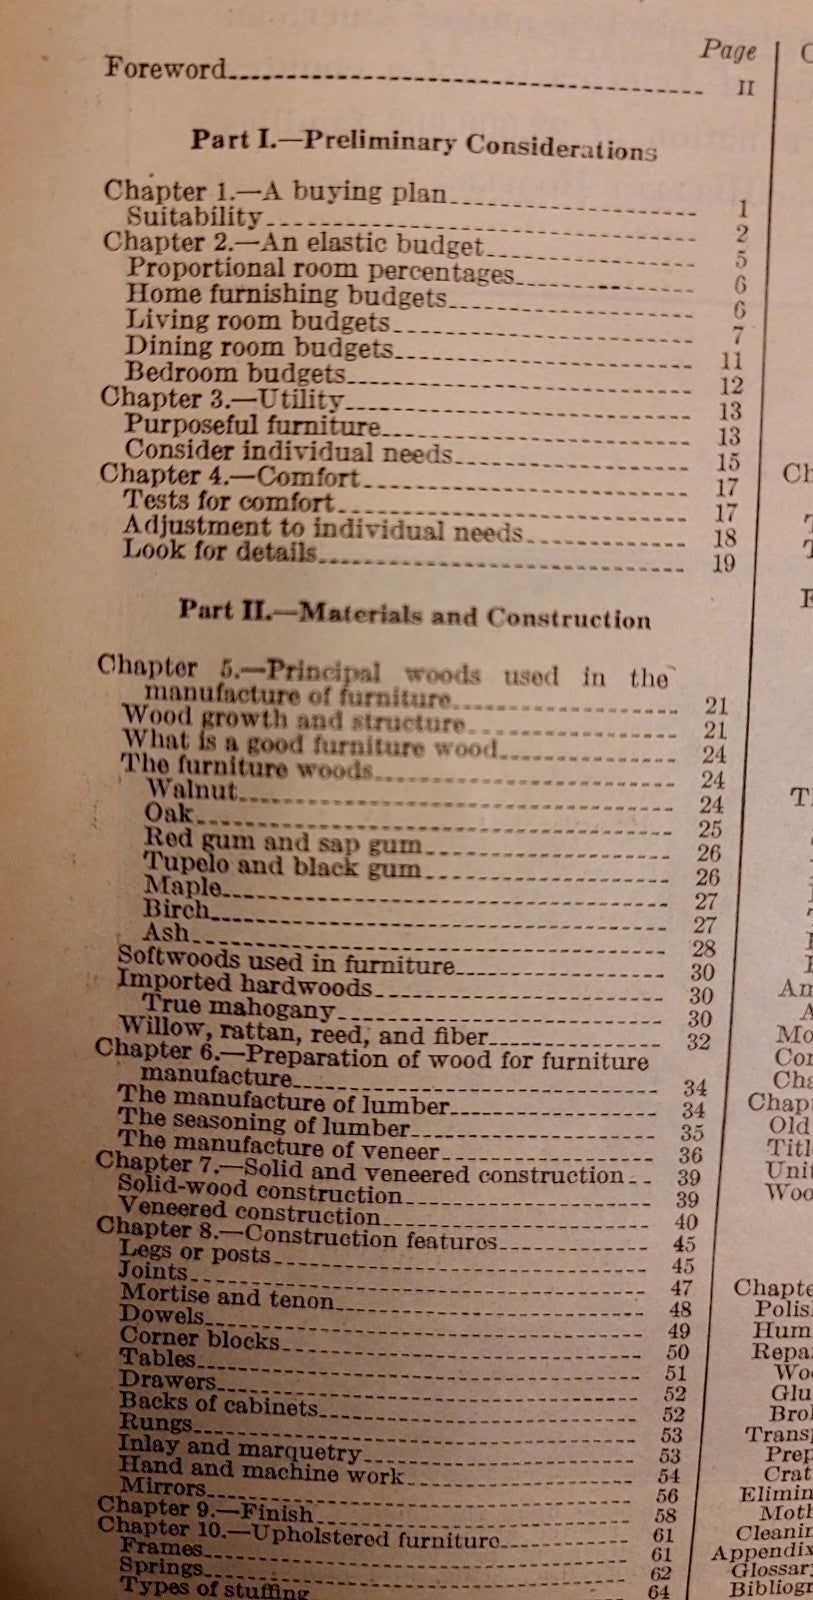 Page
Foreword II
Part I.—Preliminary Considerations
Chapter 1.—A buying plan 1
Suitability 2
Chapter 2.—An elastic budget 5
Proportional room percentages 6
Home furnishing budgets 6
Living room budgets 7
Dining room budgets 11
Bedroom budgets 12
Chapter 3.—Utility 13
Purposeful furniture 13
Consider individual needs 15
Chapter 4.—Comfort 17
Tests for comfort 17
Adjustment to individual needs 18
Look for details 19
Part II.—Materials and Construction
Chapter 5.—Principal woods used in the
manufacture of furniture 21
Wood growth and structure 21
What is a good furniture wood 24
The furniture woods 24
Walnut 24
Oak 25
Red gum and sap gum 26
Tupelo and black gum 26
Maple 27
Birch 27
Ash 28
Softwoods used in furniture 30
Imported hardwoods 30
True mahogany 30
Willow, rattan, reed, and fiber 32
Chapter 6.—Preparation of wood for furniture
manufacture 34
The manufacture of lumber 34
The seasoning of lumber 35
The manufacture of veneer 36
Chapter 7.—Solid and veneered construction 39
Solid-wood construction 39
Veneered construction 40
Chapter 8.—Construction features 45
Legs or posts 45
Joints 47
Mortise and tenon 48
Dowels 49
Corner blocks 50
Tables 51
Drawers 52
Backs of cabinets 52
Rungs 53
Inlay and marquetry 53
Hand and machine work 54
Mirrors 56
Chapter 9.—Finish 58
Chapter 10.—Upholstered furniture 61
Frames 61
Springs 62
Types of stuffing 64
Old
Appendix